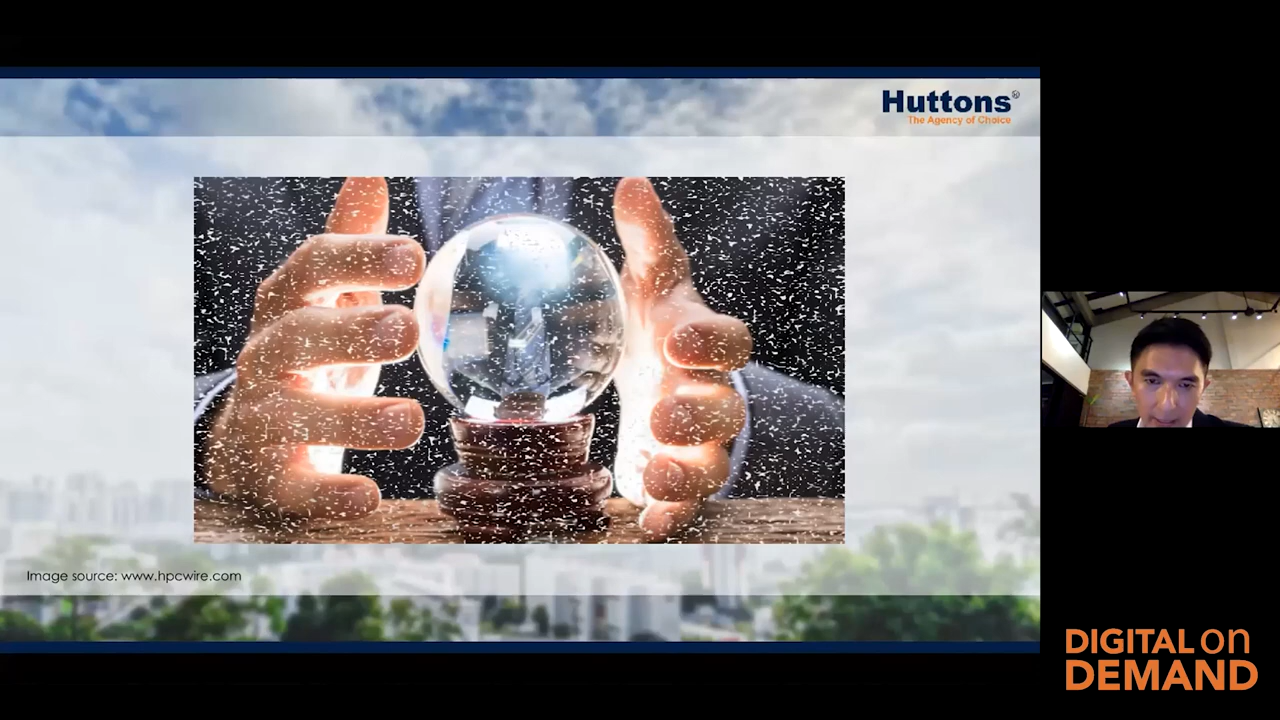 Huttons®
The Agency of Choice
Image source: www.hpcwire.com
DIGITAL on
DEMAND